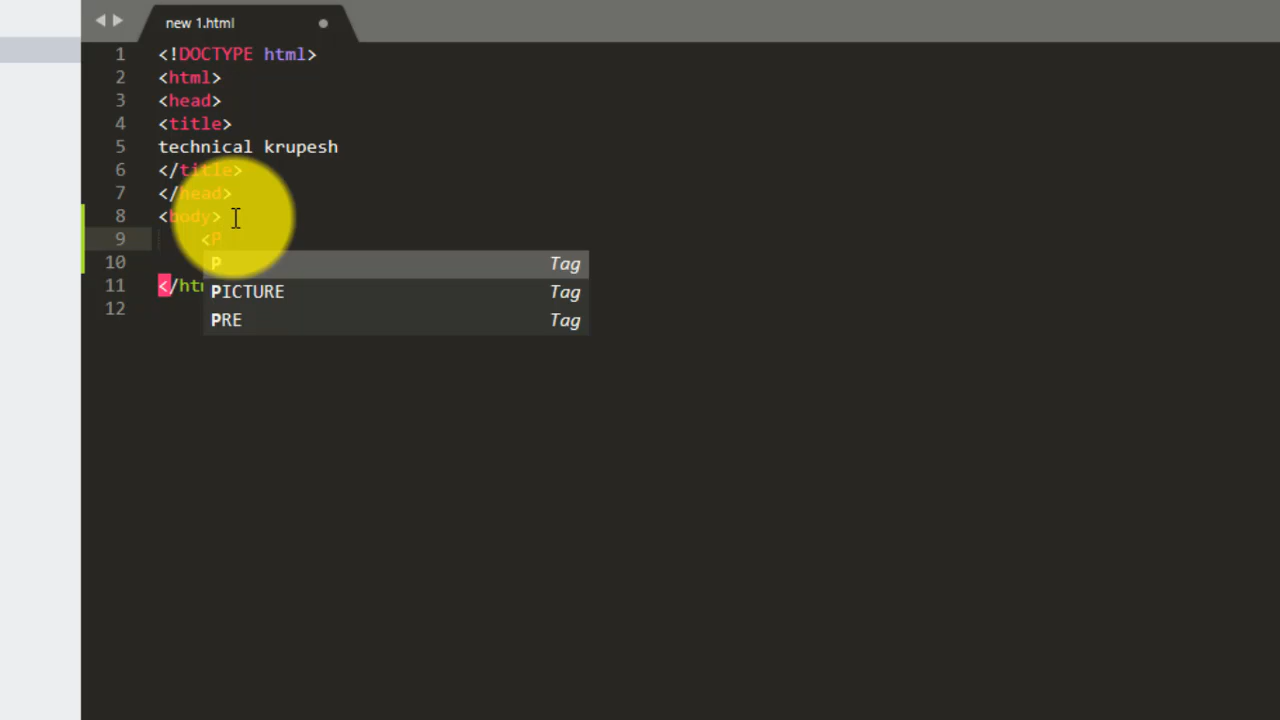 new 1.html
1 <!DOCTYPE html>
2 <html>
3 <head>
4 <title>
5 technical krupesh
6 </title>
7 </head>
8 <body>
9 <P
P Tag
10
11 </htm
PICTURE Tag
12
PRE Tag